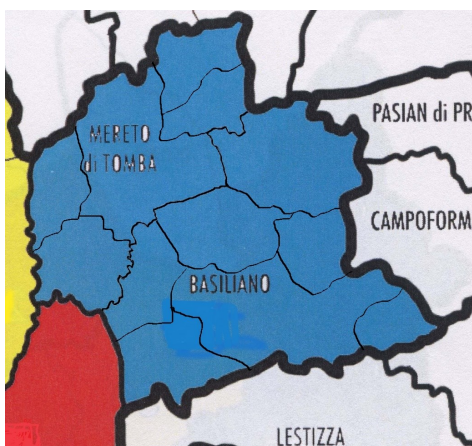 PASIAN di PR
MERETO
di TOMBA
CAMPOFORM
BASILIANO
LESTIZZA